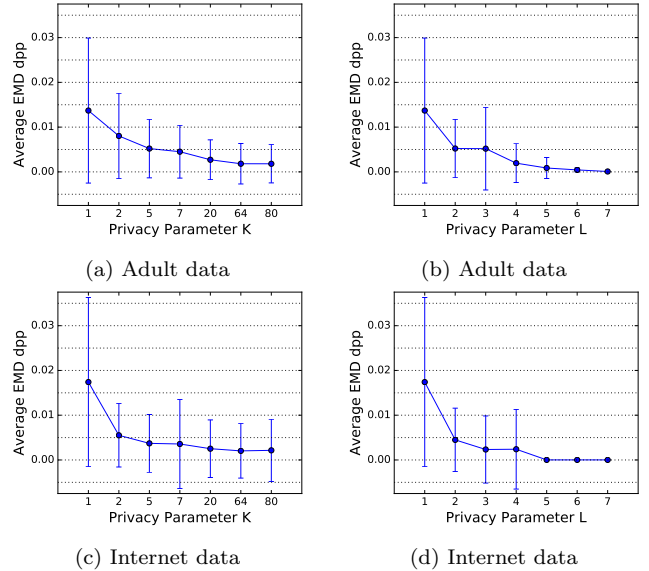 0.03
0.02
0.01
0.00
Average EMD dpp
1 2 5 7 20 64 80
Privacy Parameter K
(a) Adult data
0.03
0.02
0.01
0.00
Average EMD dpp
1 2 3 4 5 6 7
Privacy Parameter L
(b) Adult data
0.03
0.02
0.01
0.00
Average EMD dpp
1 2 5 7 20 64 80
Privacy Parameter K
(c) Internet data
0.03
0.02
0.01
0.00
Average EMD dpp
1 2 3 4 5 6 7
Privacy Parameter L
(d) Internet data